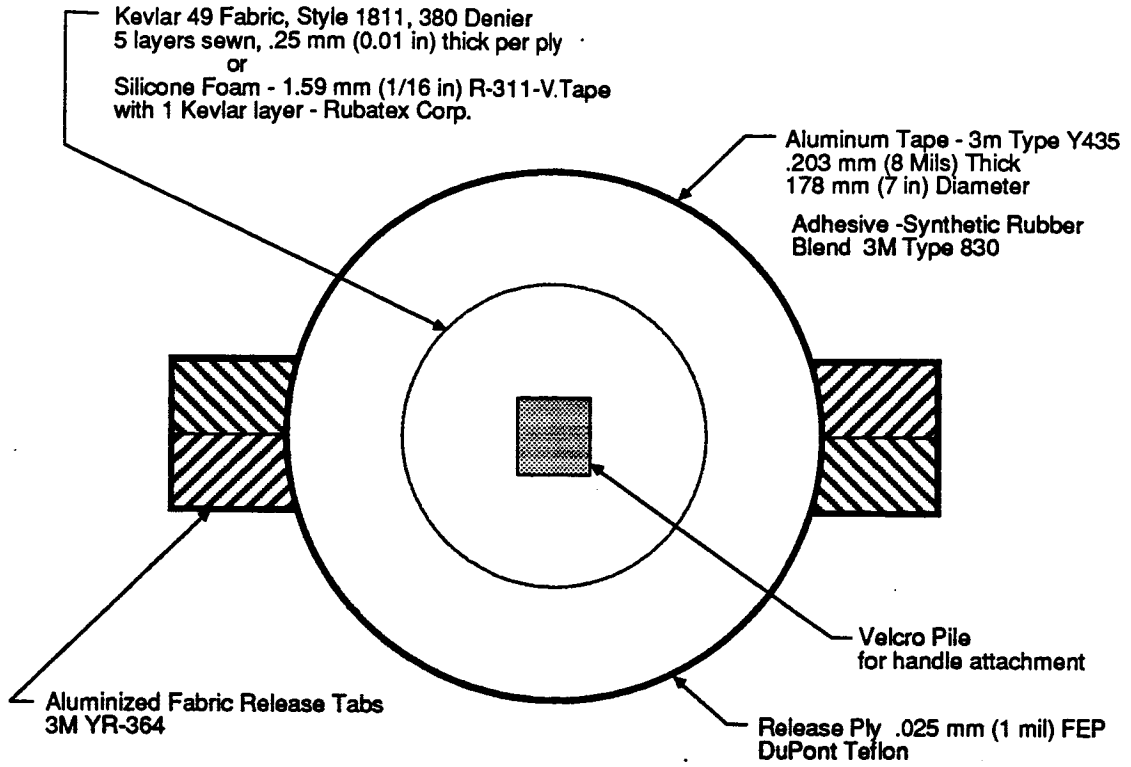 Kevlar 49 Fabric, Style 1811, 380 Denier
5 layers sewn, .25 mm (0.01 in) thick per ply
or
Silicone Foam - 1.59 mm (1/16 in) R-311-V.Tape
with 1 Kevlar layer - Rubatex Corp.
Aluminum Tape - 3m Type Y435
.203 mm (8 Mils) Thick
178 mm (7 in) Diameter
Adhesive -Synthetic Rubber
Blend 3M Type 830
Velcro Pile
for handle attachment
Aluminized Fabric Release Tabs
3M YR-364
Release Ply .025 mm (1 mil) FEP
DuPont Teflon